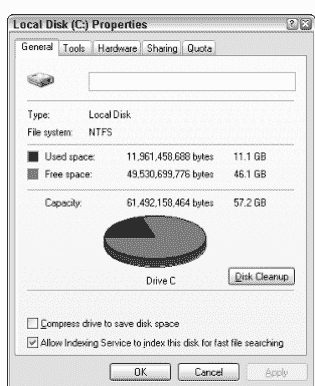 Local Disk (C:) Properties
General Tools Hardware Sharing Quota
Type: Local Disk
File system: NTFS
Used space: 11,961,458,688 bytes 11.1 GB
Free space: 49,530,699,776 bytes 46.1 GB
Capacity: 61,492,158,464 bytes 57.2 GB
Drive C
Disk Cleanup
Compress drive to save disk space
Allow Indexing Service to index this disk for fast file searching
OK Cancel Apply